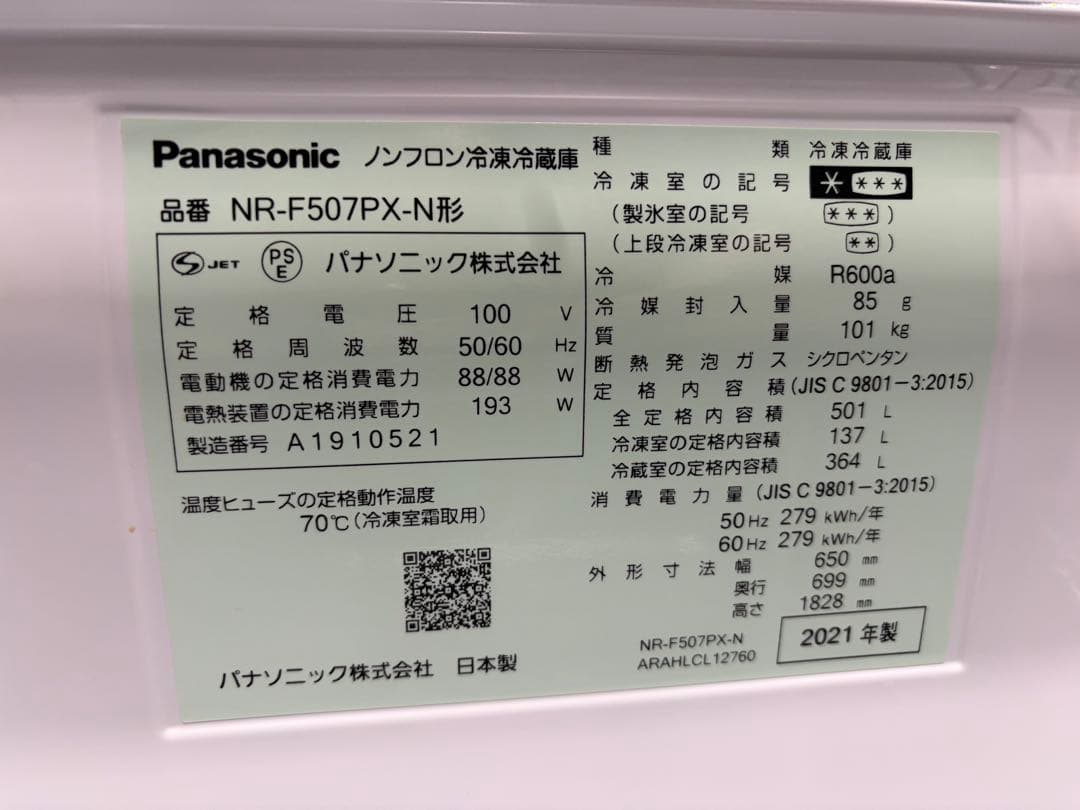 Panasonic ノンフロン冷凍冷蔵庫
品番 NR-F507PX-N形
JET PSE パナソニック株式会社
定格電圧 100 V
定格周波数 50/60 Hz
電動機の定格消費電力 88/88 W
電熱装置の定格消費電力 193 W
製造番号 A1910521
温度ヒューズの定格動作温度
70℃(冷凍室霜取用)
パナソニック株式会社 日本製
種類 冷凍冷蔵庫
冷凍室の記号 * ***
(製氷室の記号 ***)
(上段冷凍室の記号 **)
冷媒 R600a
冷媒封入量 85 g
質量 101 kg
断熱発泡ガス シクロペンタン
定格内容積(JIS C 9801-3:2015)
全定格内容積 501 L
冷凍室の定格内容積 137 L
冷蔵室の定格内容積 364 L
消費電力量(JIS C 9801-3:2015)
50Hz 279 kWh/年
60Hz 279 kWh/年
外形寸法 幅 650 mm
奥行 699 mm
高さ 1828 mm
NR-F507PX-N
ARAHLCL12760
2021年製